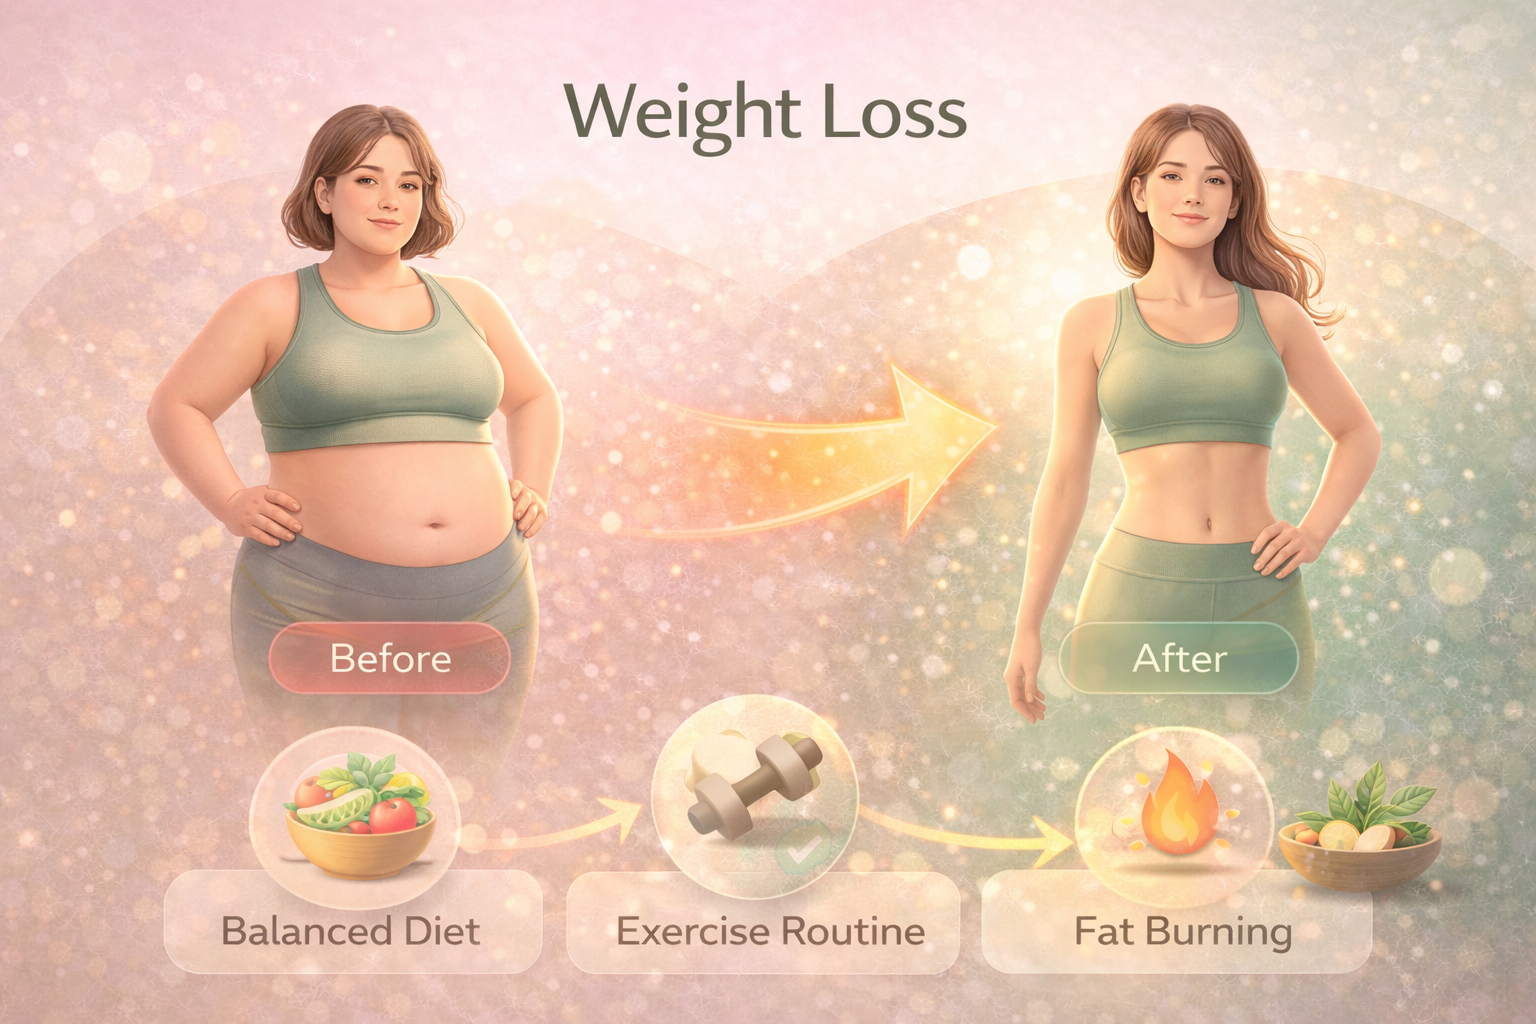 Weight Loss
Before
After
Balanced Diet
Exercise Routine
Fat Burning